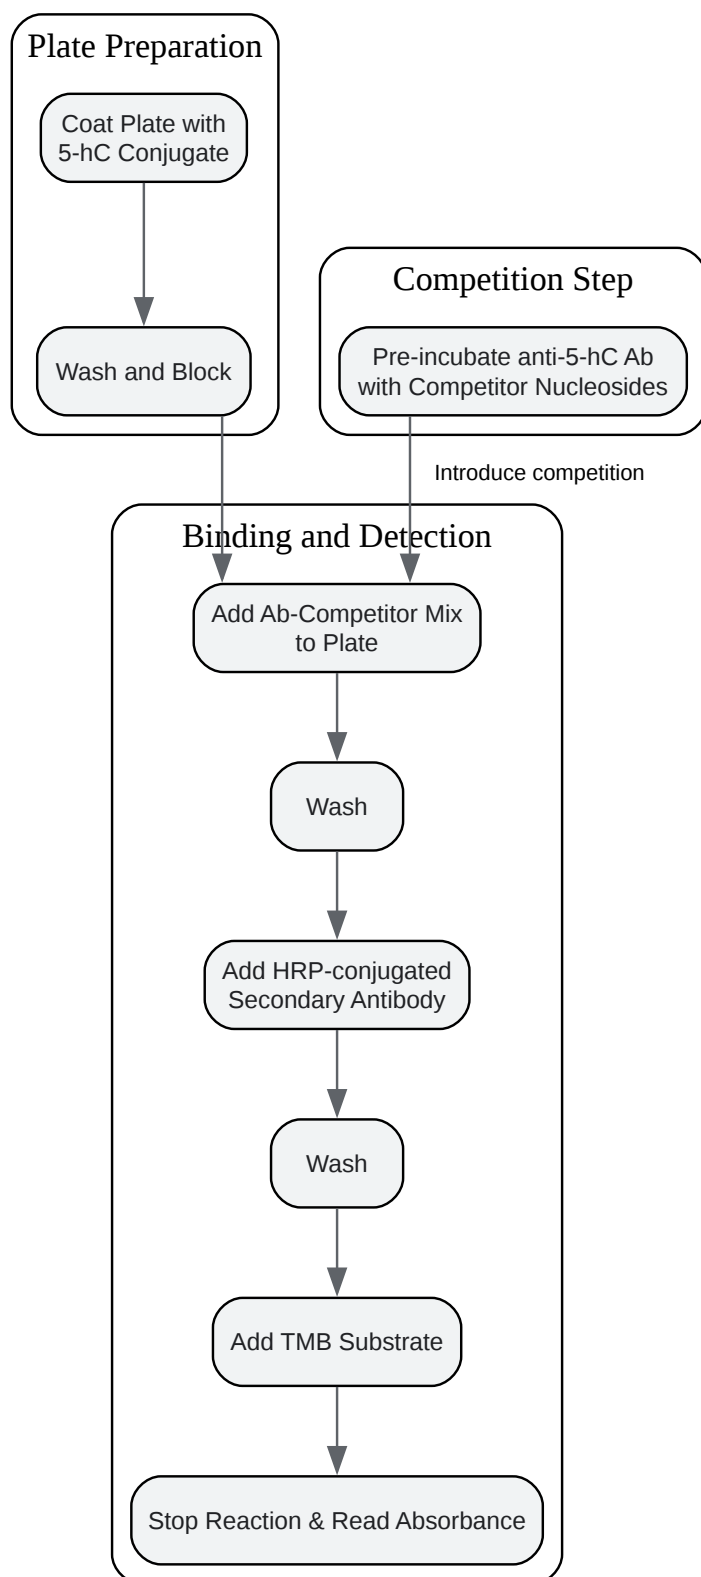 Plate Preparation
Coat Plate with
5-hC Conjugate
Wash and Block
Competition Step
Pre-incubate anti-5-hC Ab
with Competitor Nucleosides
Introduce competition
Binding and Detection
Add Ab-Competitor Mix
to Plate
Wash
Add HRP-conjugated
Secondary Antibody
Wash
Add TMB Substrate
Stop Reaction & Read Absorbance